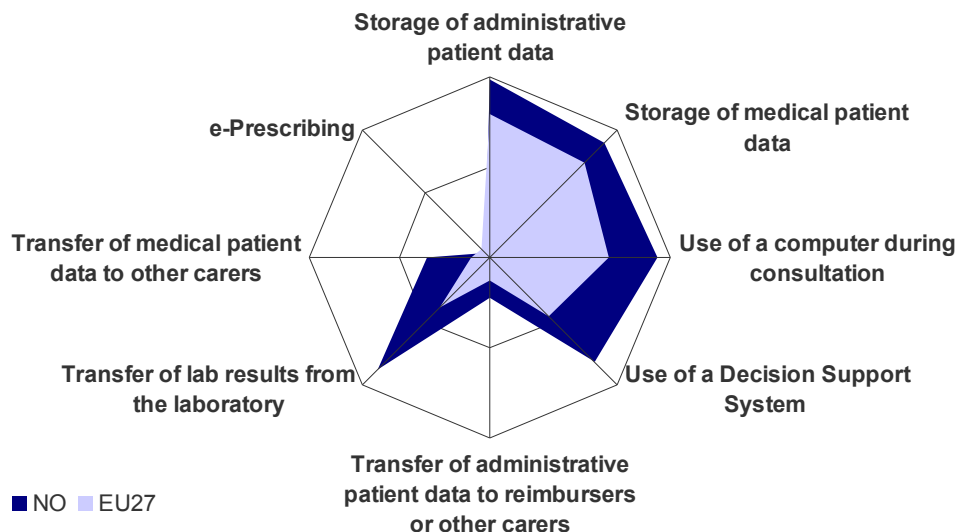 Storage of administrative
patient data
Storage of medical patient
data
e-Prescribing
Transfer of medical patient
data to other carers
Use of a computer during
consultation
Transfer of lab results from
the laboratory
Use of a Decision Support
System
Transfer of administrative
patient data to reimbursers
or other carers
NO EU27